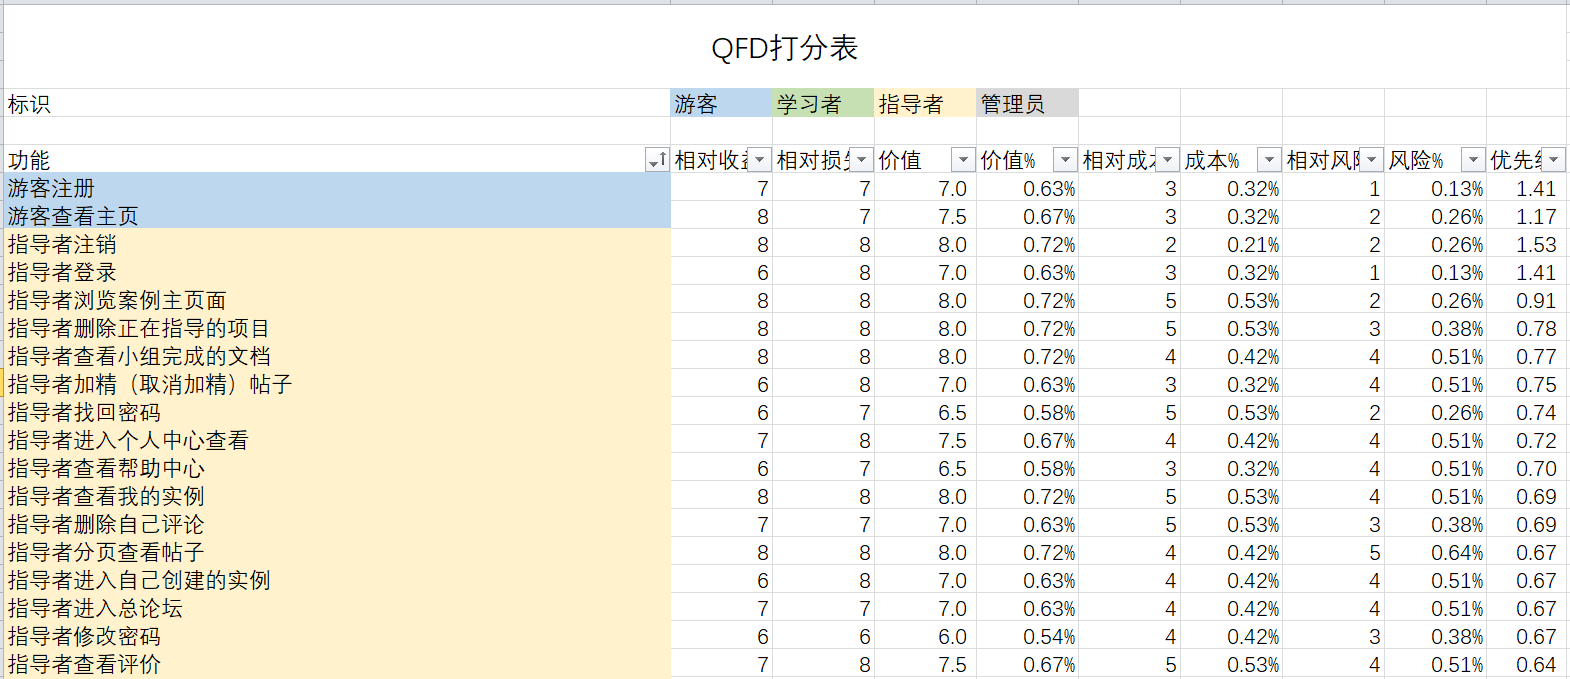 QFD打分表
标识 游客 学习者 指导者 管理员
功能 相对收益 相对损失 价值 价值% 相对成本 成本% 相对风险 风险% 优先级
游客注册 7 7 7.0 0.63% 3 0.32% 1 0.13% 1.41
游客查看主页 8 7 7.5 0.67% 3 0.32% 2 0.26% 1.17
指导者注销 8 8 8.0 0.72% 2 0.21% 2 0.26% 1.53
指导者登录 6 8 7.0 0.63% 3 0.32% 1 0.13% 1.41
指导者浏览案例主页面 8 8 8.0 0.72% 5 0.53% 2 0.26% 0.91
指导者删除正在指导的项目 8 8 8.0 0.72% 5 0.53% 3 0.38% 0.78
指导者查看小组完成的文档 8 8 8.0 0.72% 4 0.42% 4 0.51% 0.77
指导者加精（取消加精）帖子 6 8 7.0 0.63% 3 0.32% 4 0.51% 0.75
指导者找回密码 6 7 6.5 0.58% 5 0.53% 2 0.26% 0.74
指导者进入个人中心查看 7 8 7.5 0.67% 4 0.42% 4 0.51% 0.72
指导者查看帮助中心 6 7 6.5 0.58% 3 0.32% 4 0.51% 0.70
指导者查看我的实例 8 8 8.0 0.72% 5 0.53% 4 0.51% 0.69
指导者删除自己评论 7 7 7.0 0.63% 5 0.53% 3 0.38% 0.69
指导者分页查看帖子 8 8 8.0 0.72% 4 0.42% 5 0.64% 0.67
指导者进入自己创建的实例 6 8 7.0 0.63% 4 0.42% 4 0.51% 0.67
指导者进入总论坛 7 7 7.0 0.63% 4 0.42% 4 0.51% 0.67
指导者修改密码 6 6 6.0 0.54% 4 0.42% 3 0.38% 0.67
指导者查看评价 7 8 7.5 0.67% 5 0.53% 4 0.51% 0.64